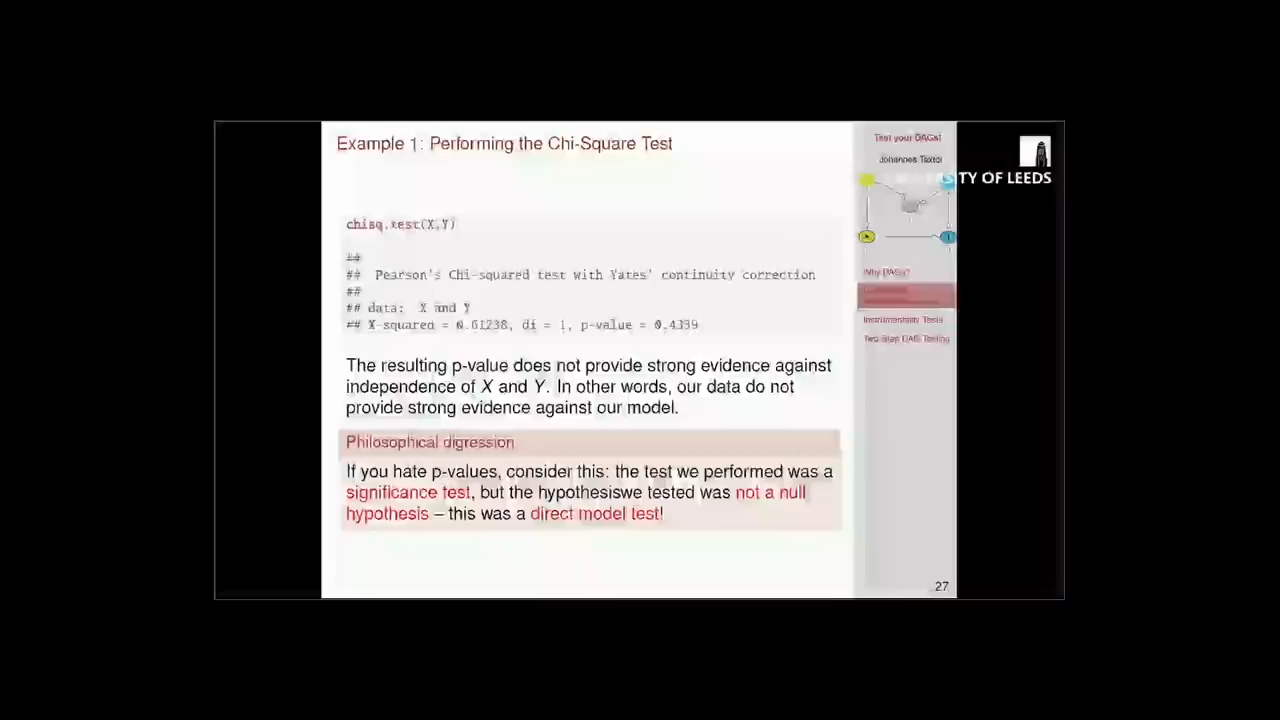 Example 1: Performing the Chi-Square Test
chisq.test(X,Y)
##
## Pearson's Chi-squared test with Yates' continuity correction
##
## data: X and Y
## X-squared = 0.61238, df = 1, p-value = 0.4339
The resulting p-value does not provide strong evidence against
independence of X and Y. In other words, our data do not
provide strong evidence against our model.
Philosophical digression
If you hate p-values, consider this: the test we performed was a
significance test, but the hypothesiswe tested was not a null
hypothesis – this was a direct model test!
Test your DAGs!
Johannes Textor
UNIVERSITY OF LEEDS
Why DAGs?
Instrumentality Tests
Two Step DAG Testing
27